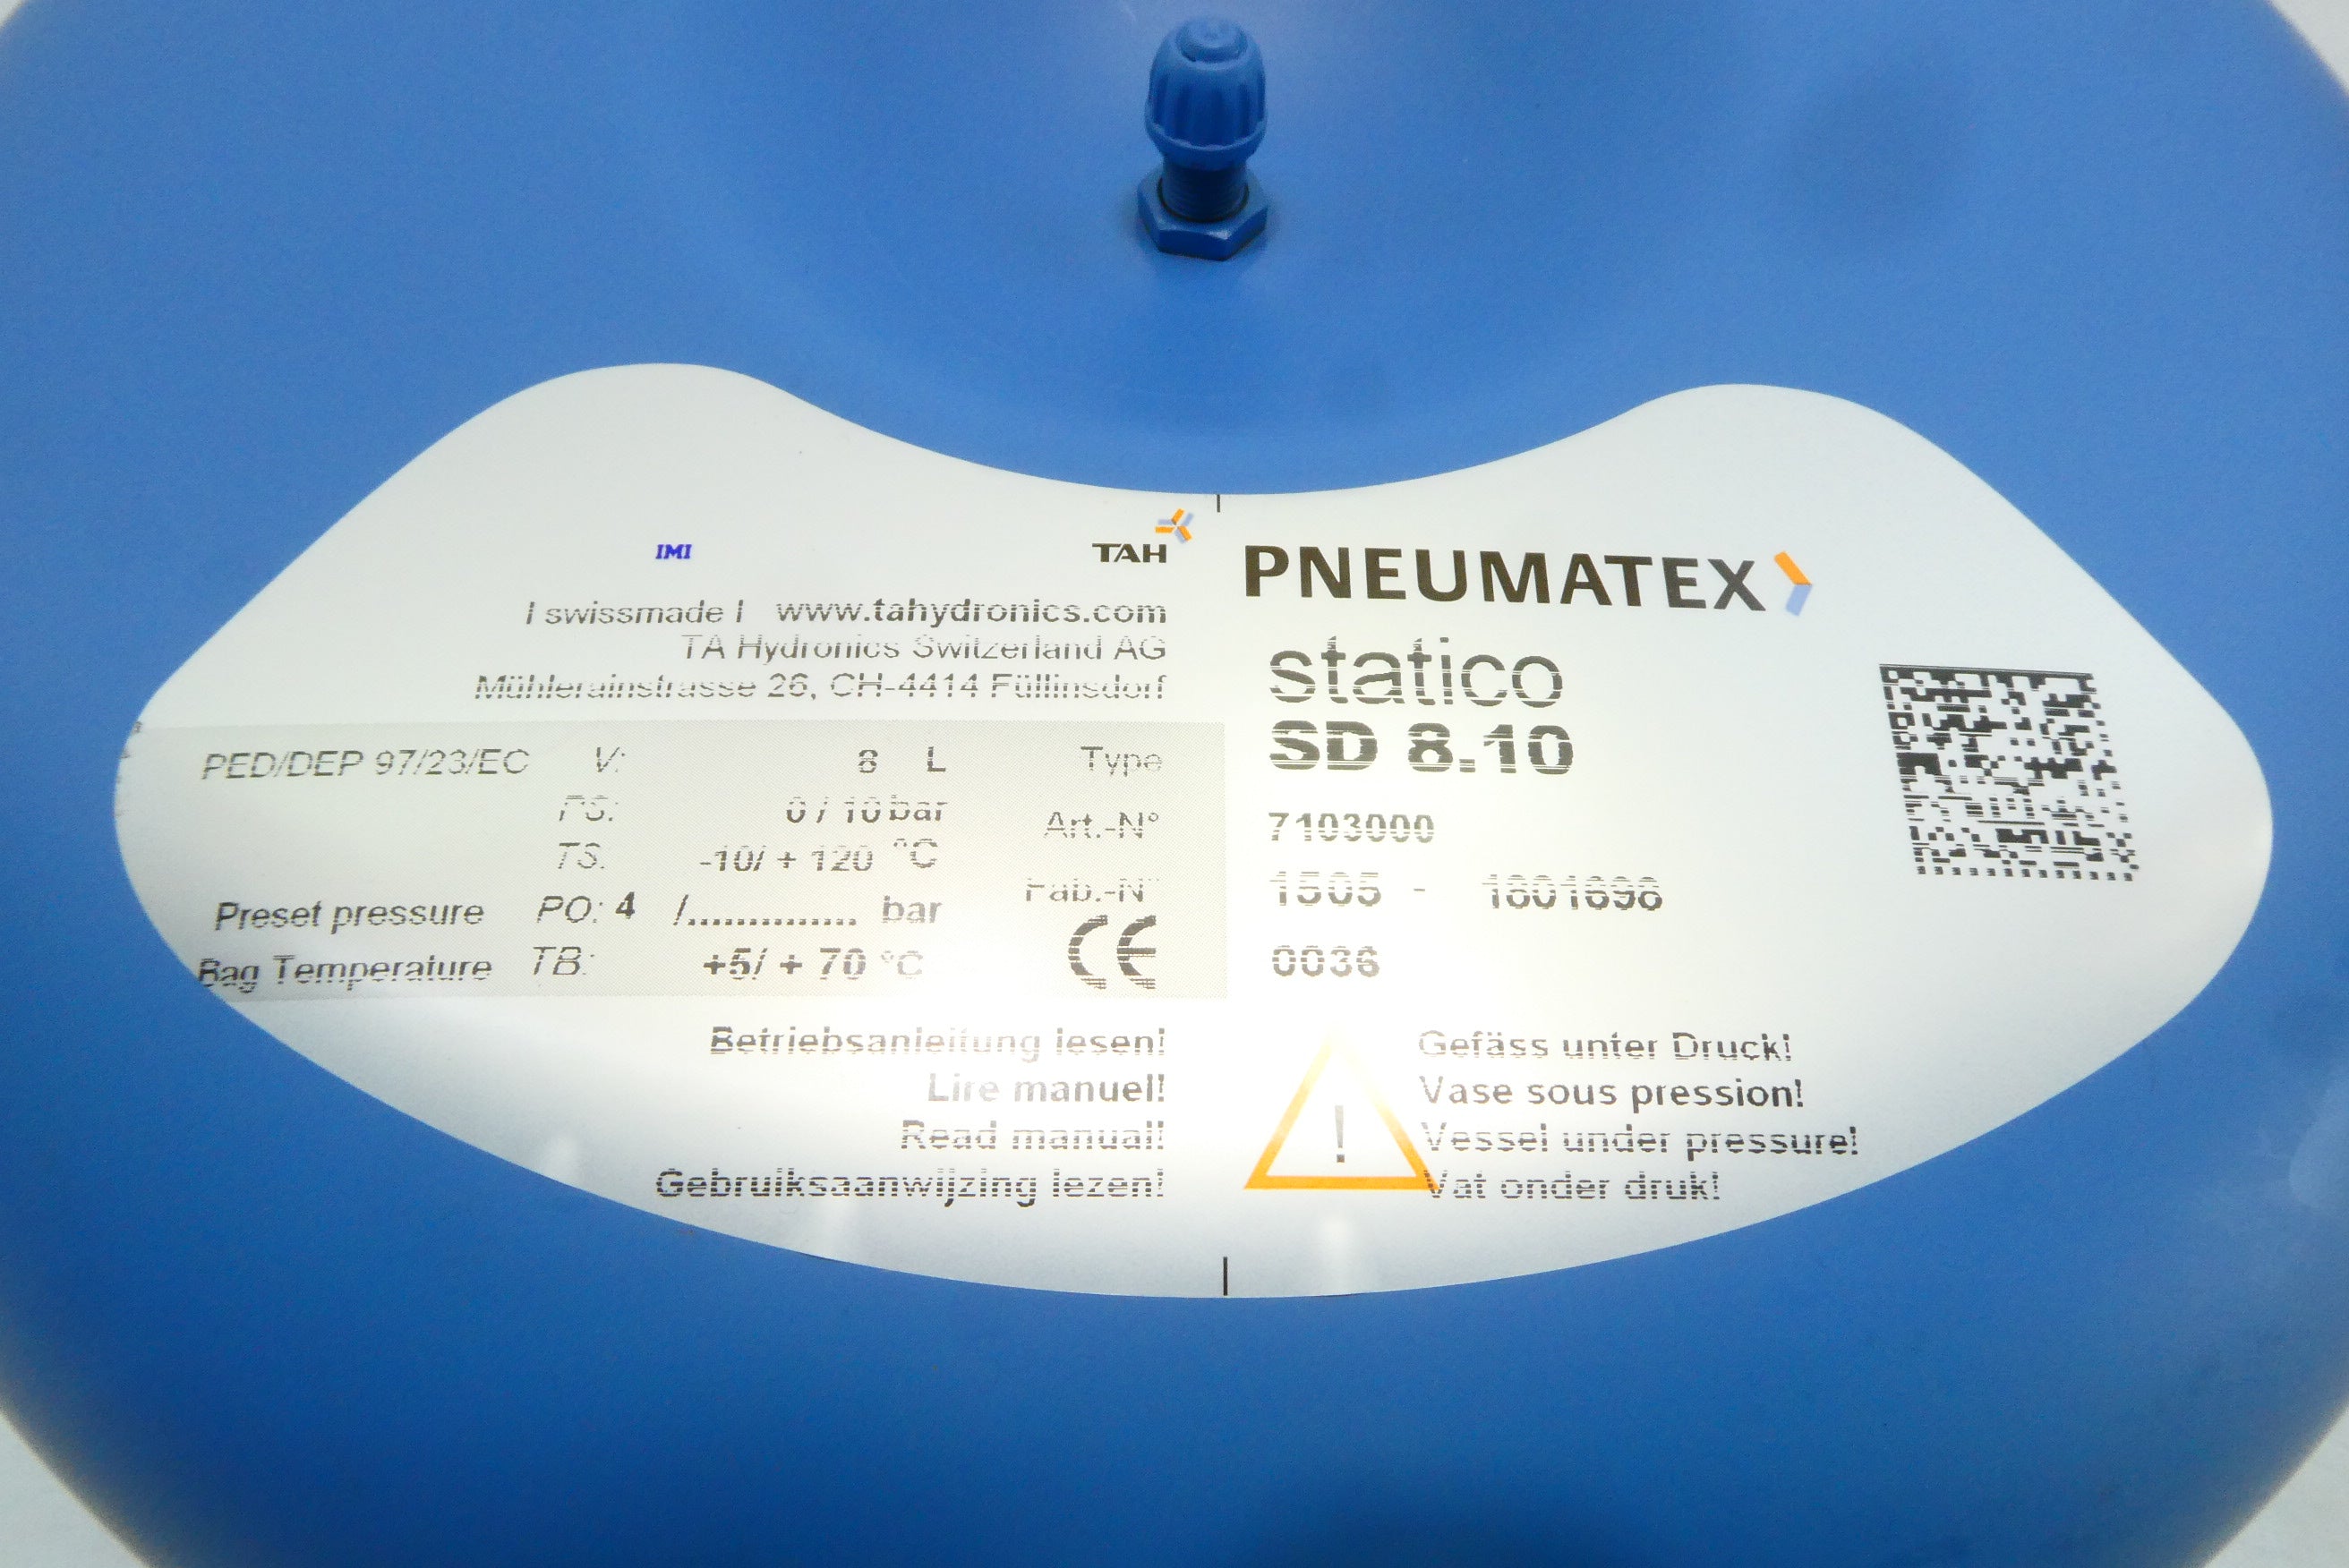 IMI TAH
I swissmade I www.tahydronics.com
TA Hydronics Switzerland AG
Mühlerainstrasse 26, CH-4414 Füllinsdorf
PED/DEP 97/23/EC V: 8 L
PS: 0 / 10 bar
TS: -10/ + 120 °C
Preset pressure PO: 4 /.............. bar
Bag Temperature TB: +5/ + 70 °C
PNEUMATEX
statico
Type SD 8.10
Art.-N° 7103000
Fab.-N° 1505 -
CE 0036
Betriebsanleitung lesen!
Lire manuel!
Read manual!
Gebruiksaanwijzing lezen!
!
Gefäss unter Druck!
Vase sous pression!
Vessel under pressure!
Vat onder druk!